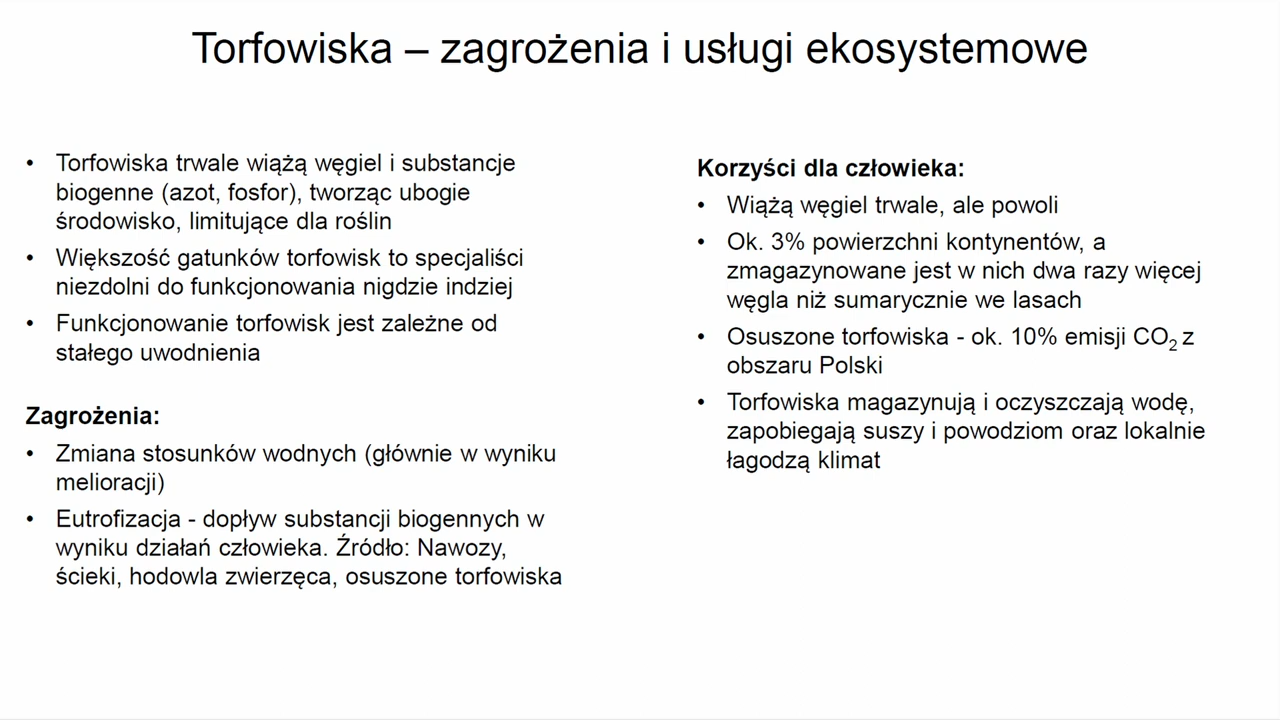 Torfowiska – zagrożenia i usługi ekosystemowe
• Torfowiska trwale wiążą węgiel i substancje
biogenne (azot, fosfor), tworząc ubogie
środowisko, limitujące dla roślin
• Większość gatunków torfowisk to specjaliści
niezdolni do funkcjonowania nigdzie indziej
• Funkcjonowanie torfowisk jest zależne od
stałego uwodnienia
Zagrożenia:
• Zmiana stosunków wodnych (głównie w wyniku
melioracji)
• Eutrofizacja - dopływ substancji biogennych w
wyniku działań człowieka. Źródło: Nawozy,
ścieki, hodowla zwierzęca, osuszone torfowiska
Korzyści dla człowieka:
• Wiążą węgiel trwale, ale powoli
• Ok. 3% powierzchni kontynentów, a
zmagazynowane jest w nich dwa razy więcej
węgla niż sumarycznie we lasach
• Osuszone torfowiska - ok. 10% emisji CO₂ z
obszaru Polski
• Torfowiska magazynują i oczyszczają wodę,
zapobiegają suszy i powodziom oraz lokalnie
łagodzą klimat